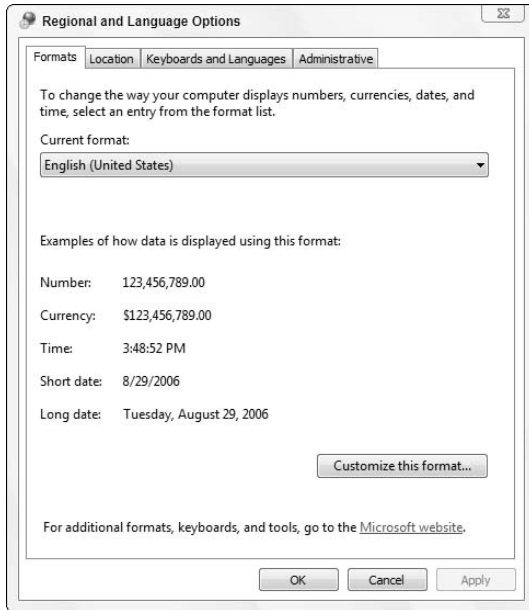 Regional and Language Options
Formats Location Keyboards and Languages Administrative
To change the way your computer displays numbers, currencies, dates, and
time, select an entry from the format list.
Current format:
English (United States)
Examples of how data is displayed using this format:
Number: 123,456,789.00
Currency: $123,456,789.00
Time: 3:48:52 PM
Short date: 8/29/2006
Long date: Tuesday, August 29, 2006
Customize this format...
For additional formats, keyboards, and tools, go to the Microsoft website.
OK Cancel Apply